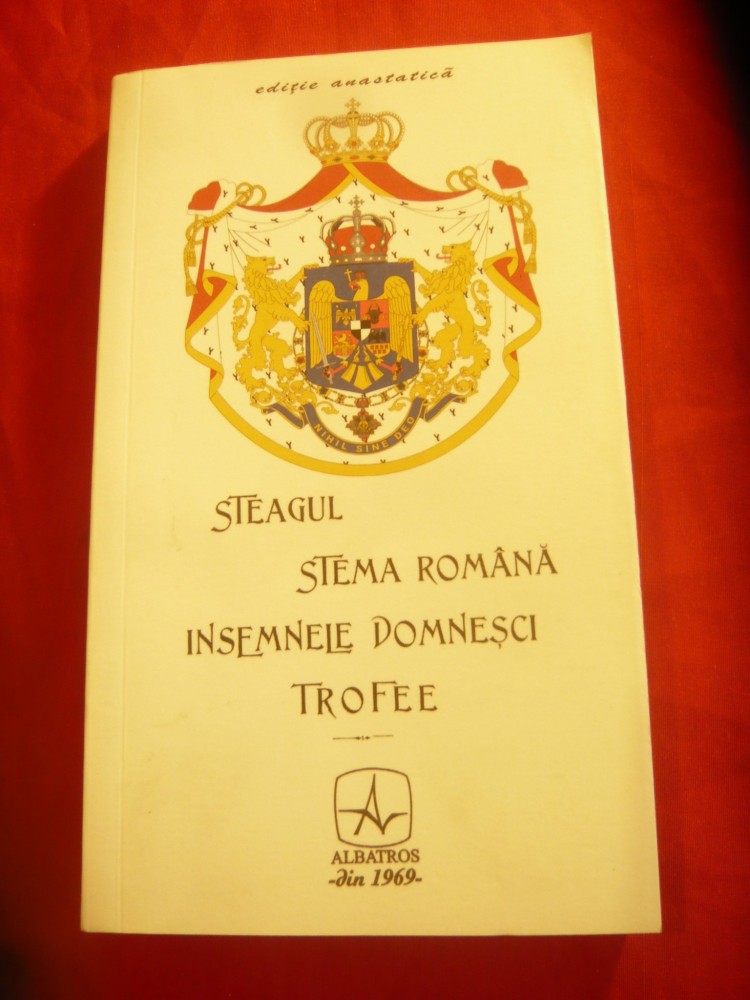 ediție anastatică
NIHIL SINE DEO
STEAGUL
STEMA ROMÂNĂ
INSEMNELE DOMNEȘCI
TROFEE
ALBATROS
-din 1969-